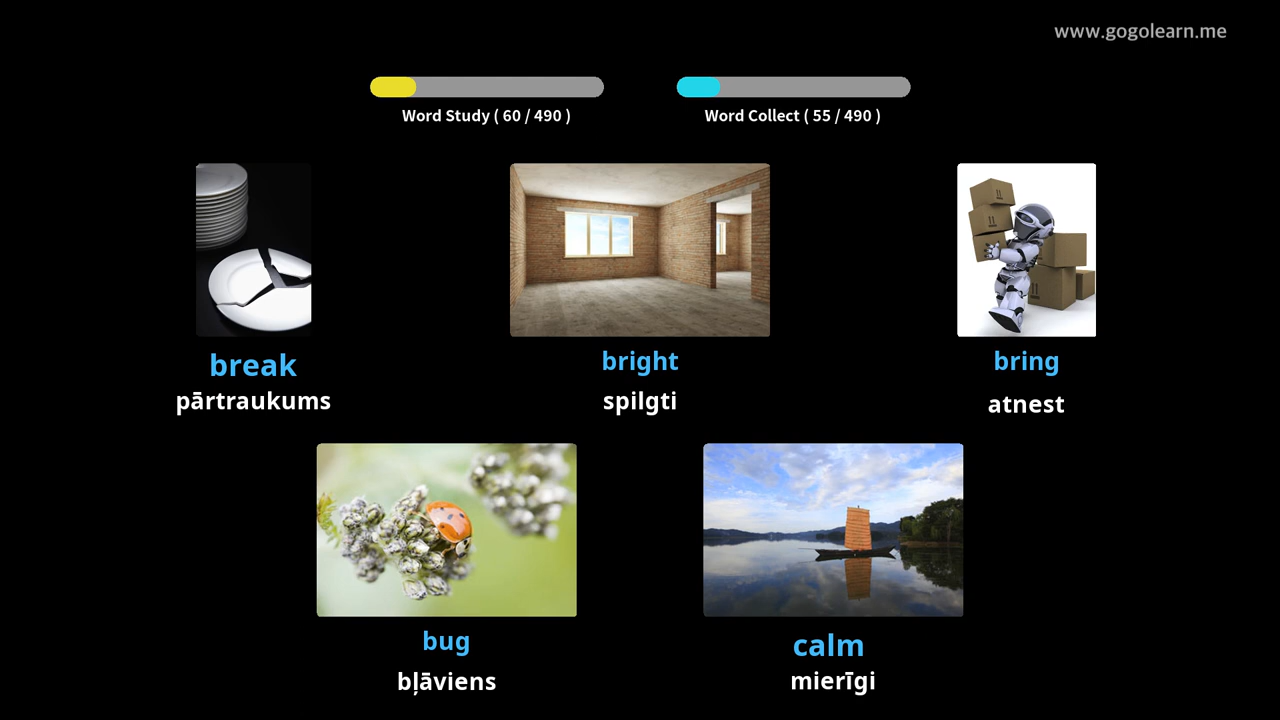 www.gogolearn.me
Word Study ( 60 / 490 )
Word Collect ( 55 / 490 )
break
pārtraukums
bright
spilgti
bring
atnest
bug
bļāviens
calm
mierīgi